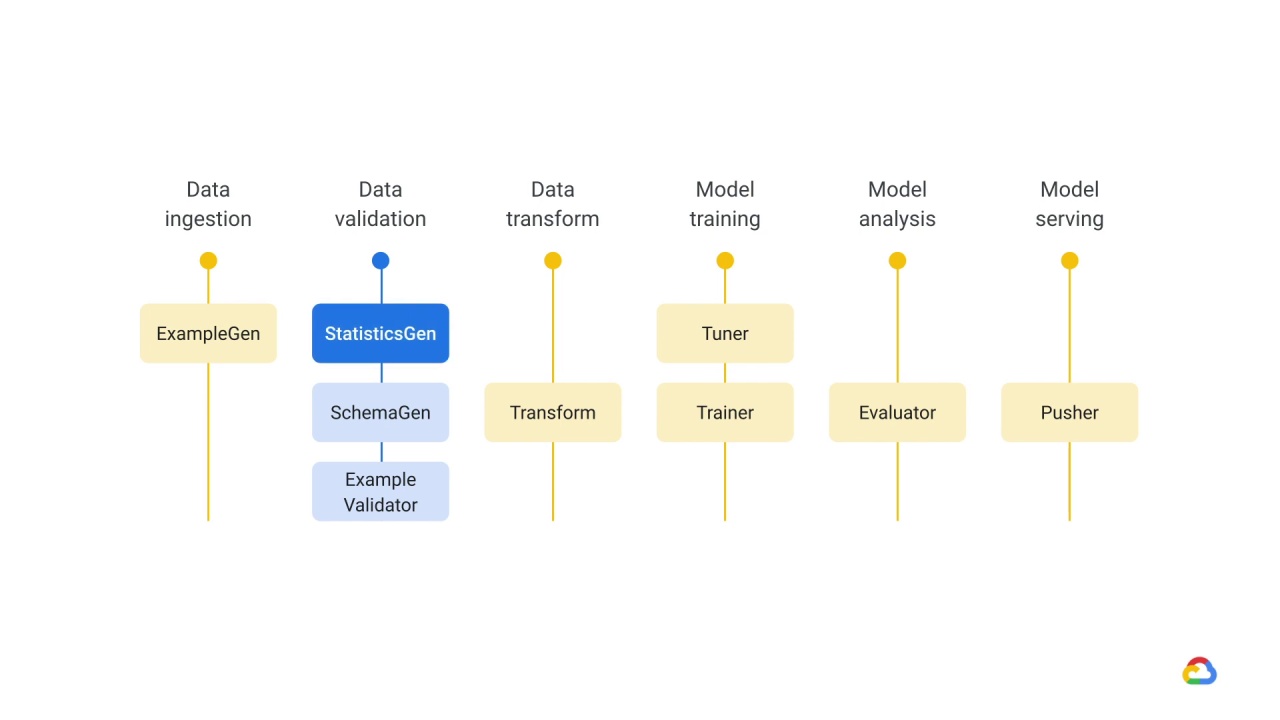 Data
ingestion
Data
validation
Data
transform
Model
training
Model
analysis
Model
serving
ExampleGen
StatisticsGen
Tuner
SchemaGen
Transform
Trainer
Evaluator
Pusher
Example
Validator